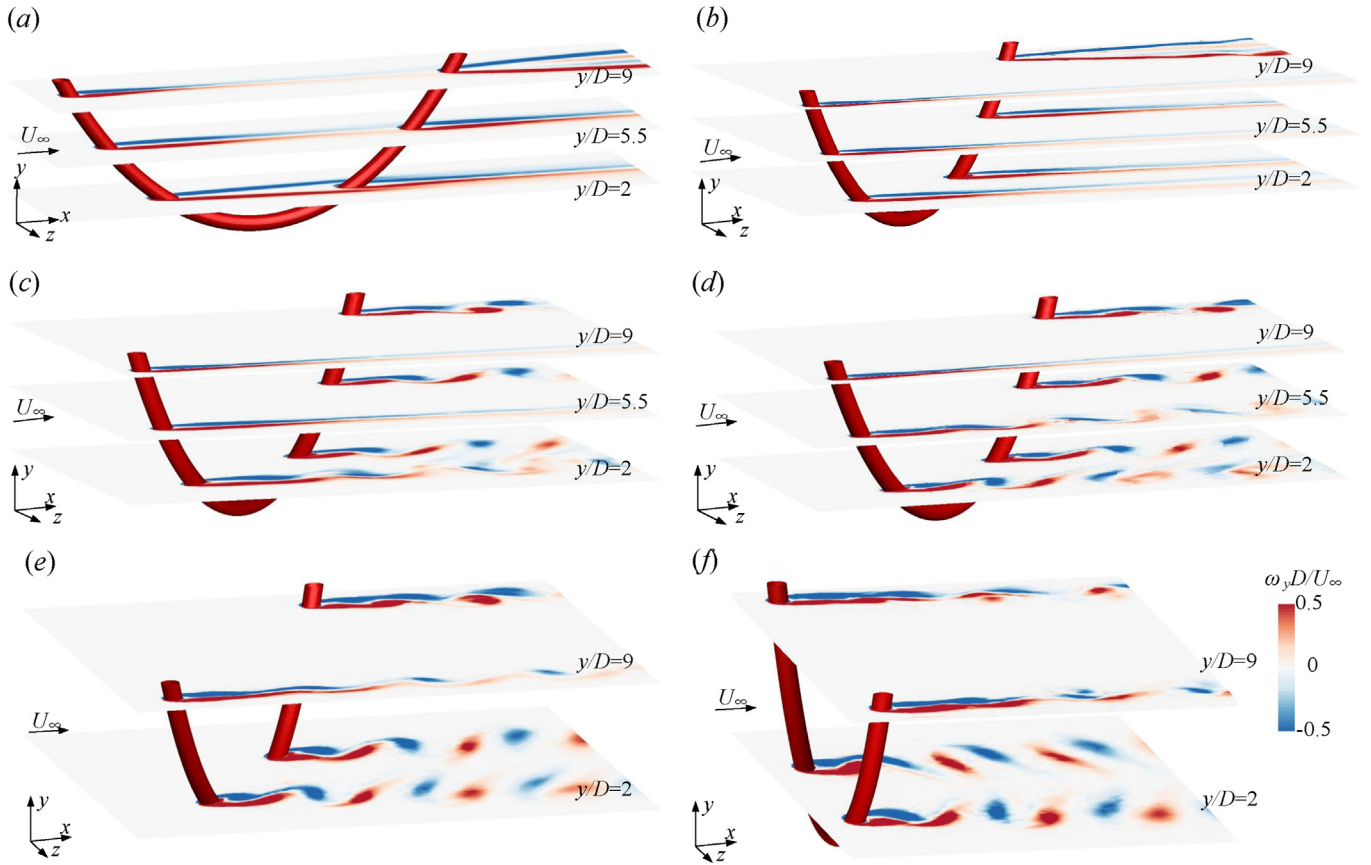 (a)
y/D=9
y/D=5.5
y/D=2
U∞
y
x
z
(b)
y/D=9
y/D=5.5
y/D=2
U∞
y
x
z
(c)
y/D=9
y/D=5.5
y/D=2
U∞
y
x
z
(d)
y/D=9
y/D=5.5
y/D=2
U∞
y
x
z
(e)
y/D=9
U∞
y/D=2
y
x
z
(f)
ω_yD/U∞
0.5
0
-0.5
y/D=9
U∞
y/D=2
y
x
z